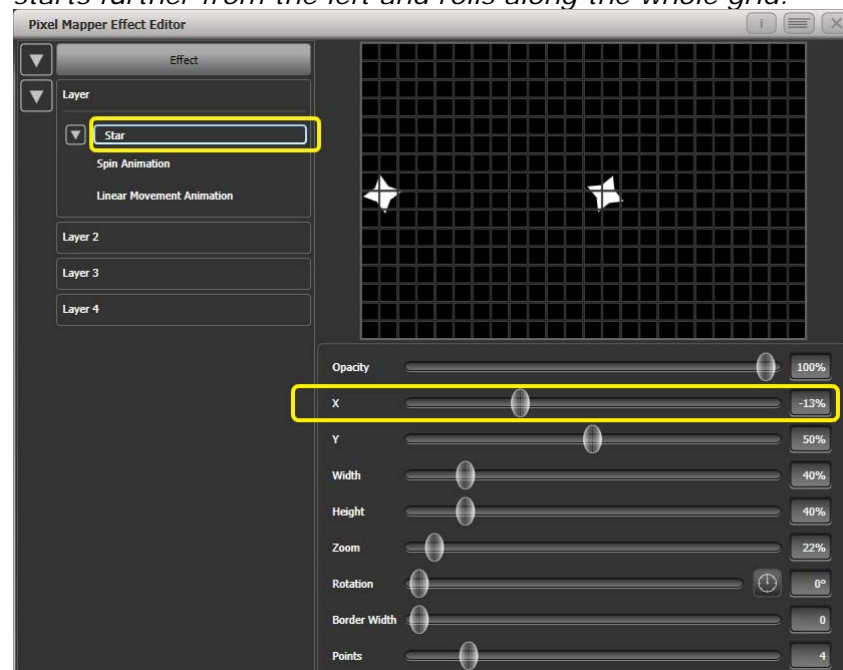 starts further from the left and rolls along the whole grid.
Pixel Mapper Effect Editor
i
Effect
Layer
Star
Spin Animation
Linear Movement Animation
Layer 2
Layer 3
Layer 4
Opacity 100%
X -13%
Y 50%
Width 40%
Height 40%
Zoom 22%
Rotation 0°
Border Width 0
Points 4